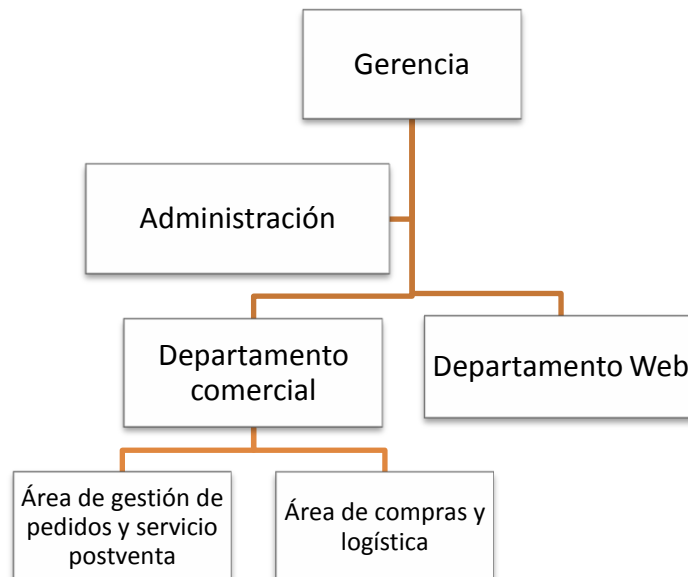 Gerencia
Administración
Departamento
comercial
Departamento Web
Área de gestión de
pedidos y servicio
postventa
Área de compras y
logística